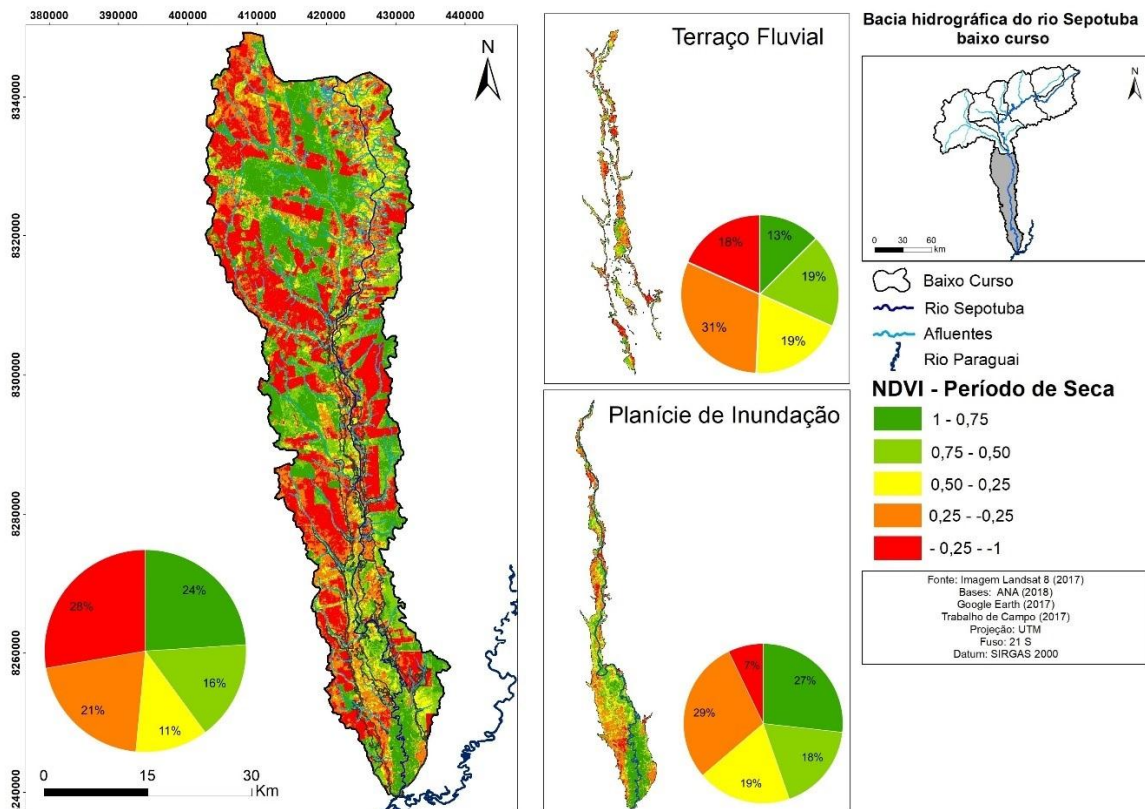 380000 390000 400000 410000 420000 430000 440000
8340000
8320000
8300000
8280000
8260000
240000
N
24%
16%
11%
21%
28%
0 15 30
Km
Terraço Fluvial
13%
19%
19%
31%
18%
Planície de Inundação
27%
18%
19%
29%
7%
Bacia hidrográfica do rio Sepotuba
baixo curso
N
0 30 60
km
Baixo Curso
Rio Sepotuba
Afluentes
Rio Paraguai
NDVI - Período de Seca
1 - 0,75
0,75 - 0,50
0,50 - 0,25
0,25 - -0,25
- 0,25 - -1
Fonte: Imagem Landsat 8 (2017)
Bases: ANA (2018)
Google Earth (2017)
Trabalho de Campo (2017)
Projeção: UTM
Fuso: 21 S
Datum: SIRGAS 2000